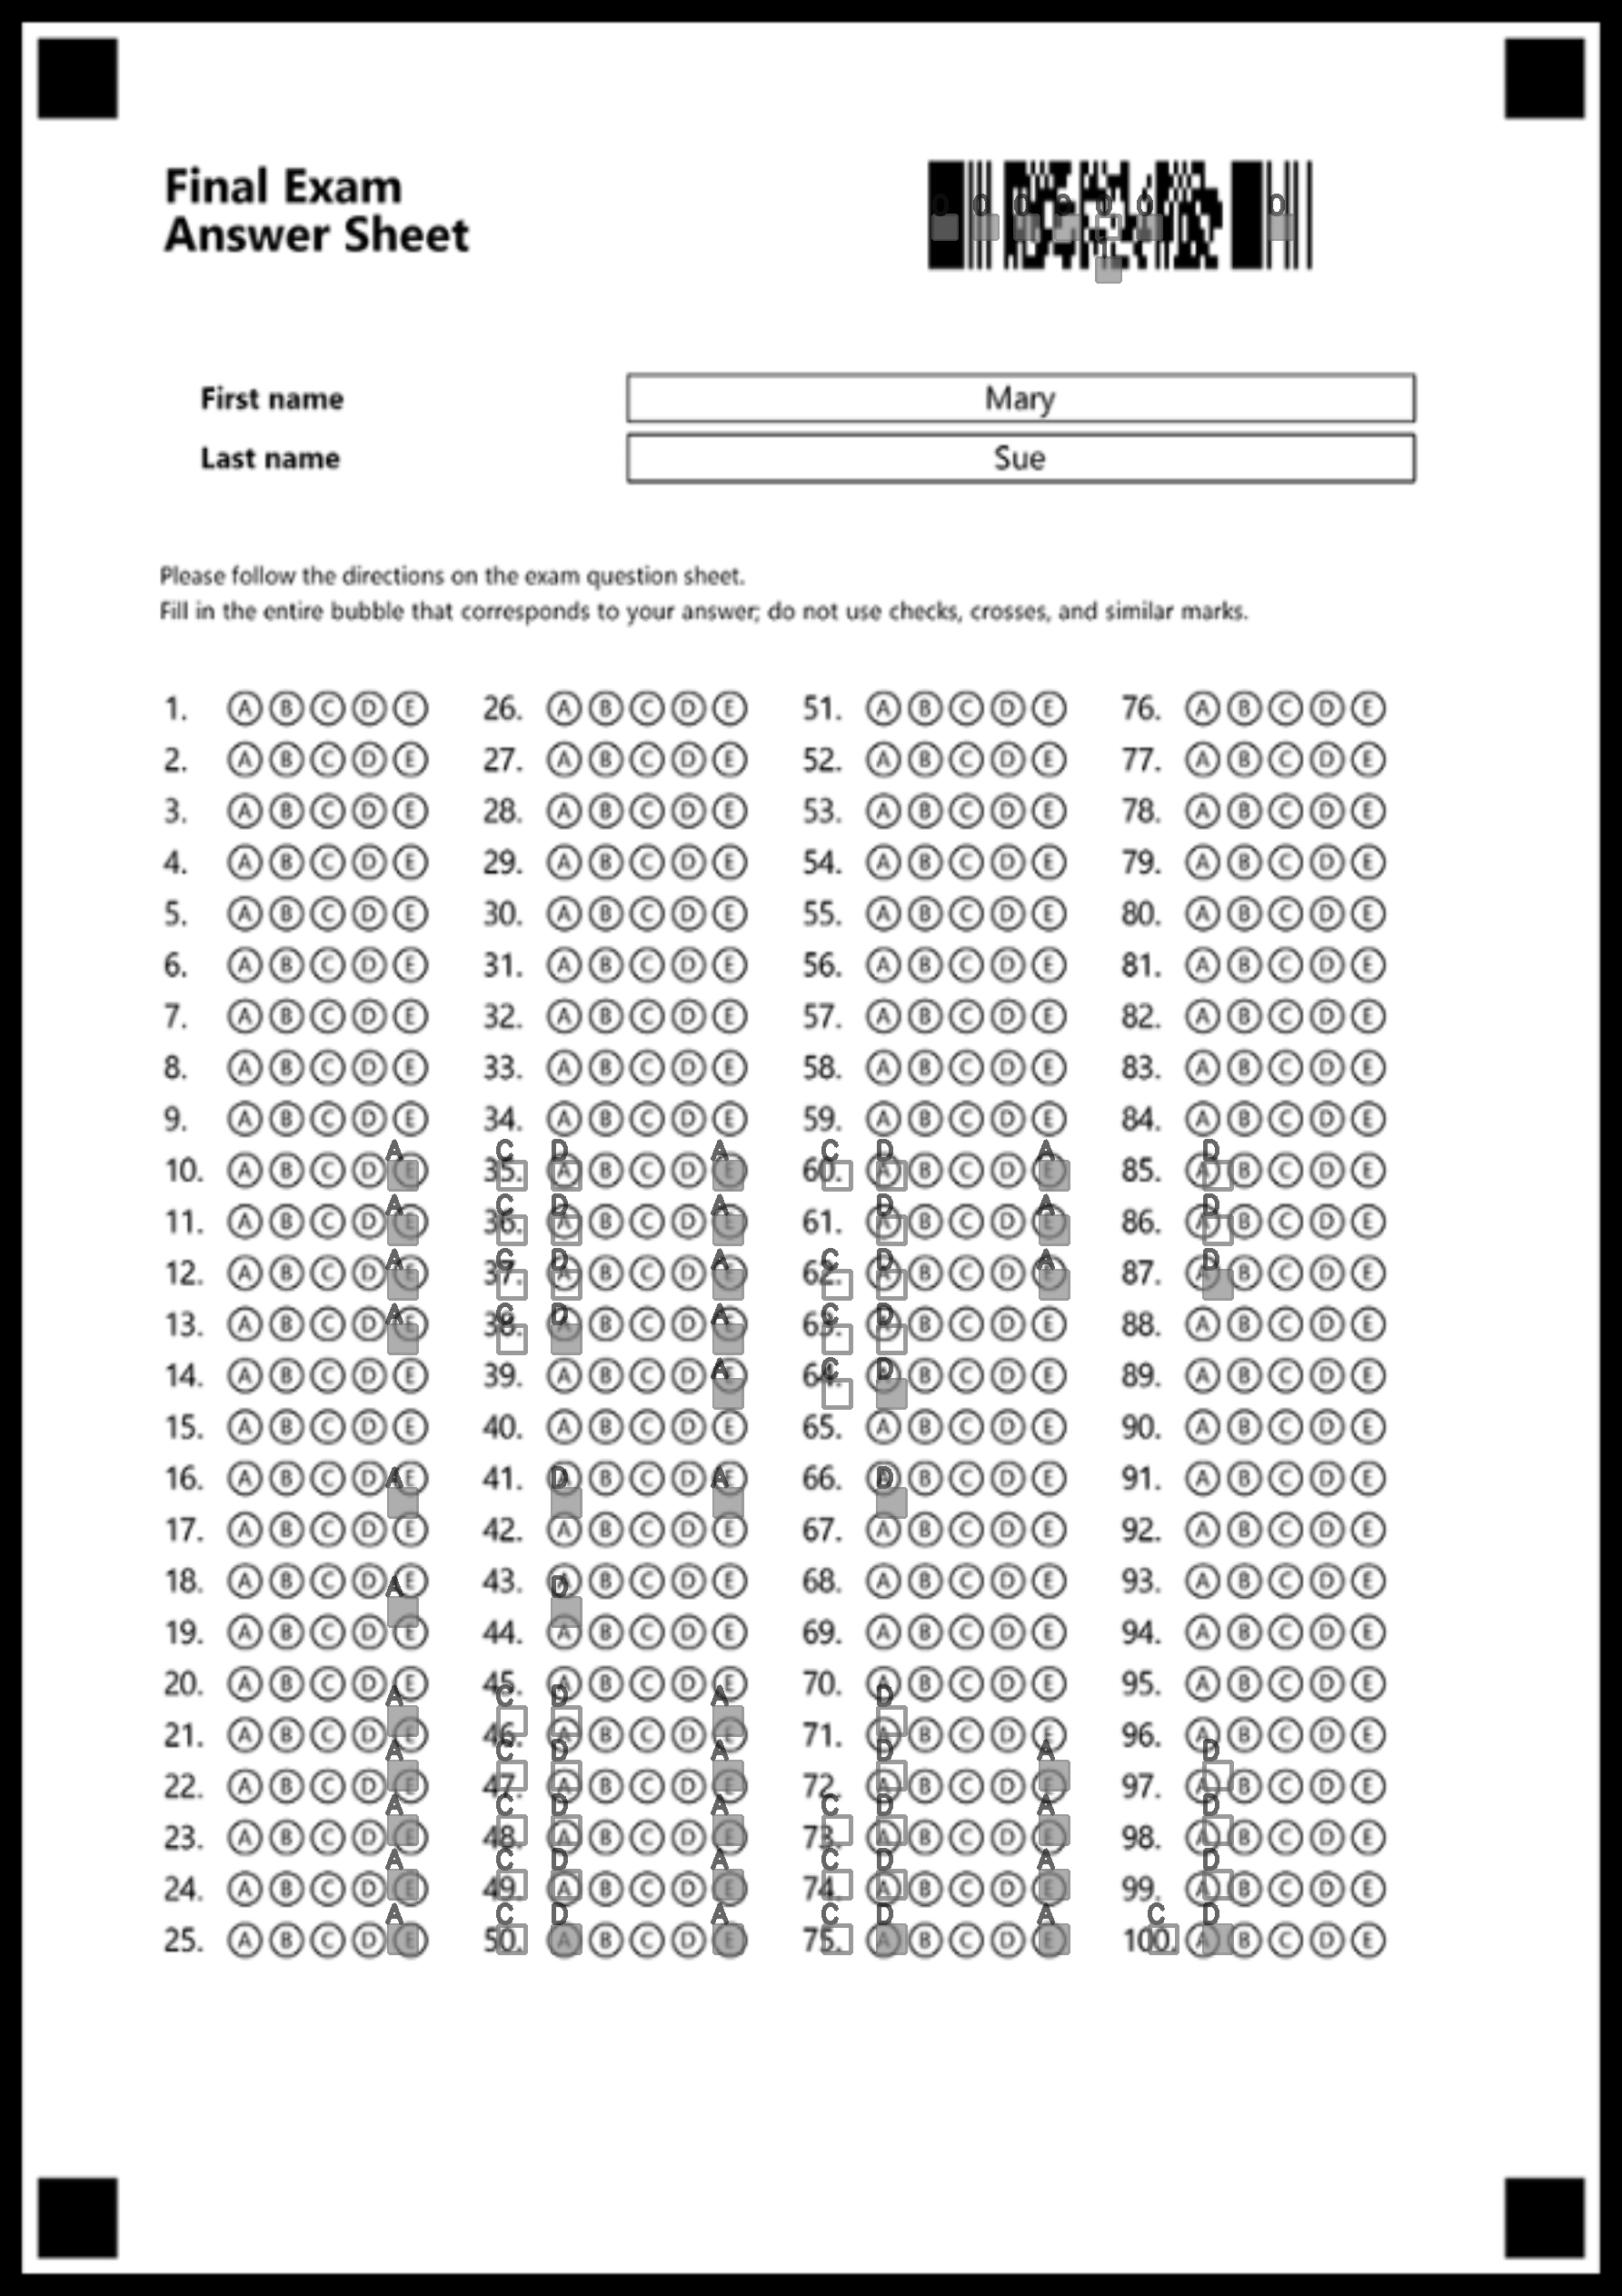 Final Exam
Answer Sheet
0 0 0 0 0 0 0
First name Mary
Last name Sue
Please follow the directions on the exam question sheet.
Fill in the entire bubble that corresponds to your answer; do not use checks, crosses, and similar marks.
1. A B C D E 26. A B C D E 51. A B C D E 76. A B C D E
2. A B C D E 27. A B C D E 52. A B C D E 77. A B C D E
3. A B C D E 28. A B C D E 53. A B C D E 78. A B C D E
4. A B C D E 29. A B C D E 54. A B C D E 79. A B C D E
5. A B C D E 30. A B C D E 55. A B C D E 80. A B C D E
6. A B C D E 31. A B C D E 56. A B C D E 81. A B C D E
7. A B C D E 32. A B C D E 57. A B C D E 82. A B C D E
8. A B C D E 33. A B C D E 58. A B C D E 83. A B C D E
9. A B C D E 34. A B C D E 59. A B C D E 84. A B C D E
A C D A C D A D
10. A B C D E 35. A B C D E 60. A B C D E 85. A B C D E
A C D A D A D
11. A B C D E 36. A B C D E 61. A B C D E 86. A B C D E
A C D A C D A D
12. A B C D E 37. A B C D E 62. A B C D E 87. A B C D E
A C D A C D
13. A B C D E 38. A B C D E 63. A B C D E 88. A B C D E
A C D
14. A B C D E 39. A B C D E 64. A B C D E 89. A B C D E
15. A B C D E 40. A B C D E 65. A B C D E 90. A B C D E
A D A D
16. A B C D E 41. A B C D E 66. A B C D E 91. A B C D E
17. A B C D E 42. A B C D E 67. A B C D E 92. A B C D E
18. A B C D E 43. A B C D E 68. A B C D E 93. A B C D E
A D
19. A B C D E 44. A B C D E 69. A B C D E 94. A B C D E
20. A B C D E 45. A B C D E 70. A B C D E 95. A B C D E
A C D A D
21. A B C D E 46. A B C D E 71. A B C D E 96. A B C D E
A C D A D A D
22. A B C D E 47. A B C D E 72. A B C D E 97. A B C D E
A C D A C D A D
23. A B C D E 48. A B C D E 73. A B C D E 98. A B C D E
A C D A C D A D
24. A B C D E 49. A B C D E 74. A B C D E 99. A B C D E
A C D A C D A C D
25. A B C D E 50. A B C D E 75. A B C D E 100. A B C D E